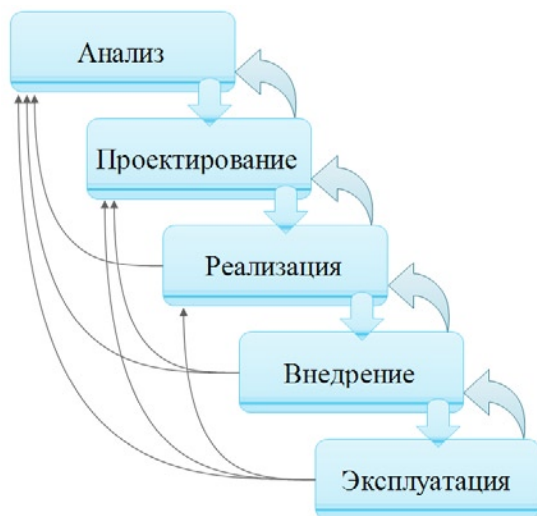 Анализ
Проектирование
Реализация
Внедрение
Эксплуатация